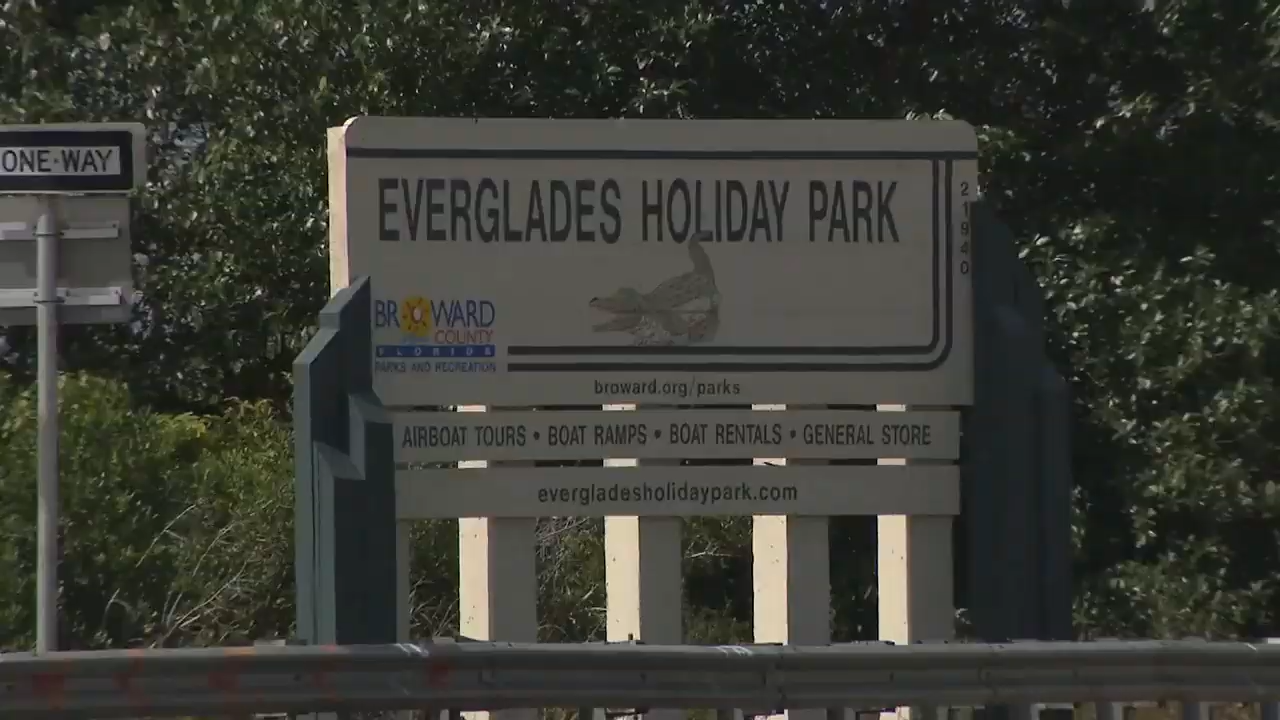 ONE-WAY
EVERGLADES HOLIDAY PARK
21940
BROWARD
COUNTY
FLORIDA
PARKS AND RECREATION
broward.org/parks
AIRBOAT TOURS • BOAT RAMPS • BOAT RENTALS • GENERAL STORE
evergladesholidaypark.com